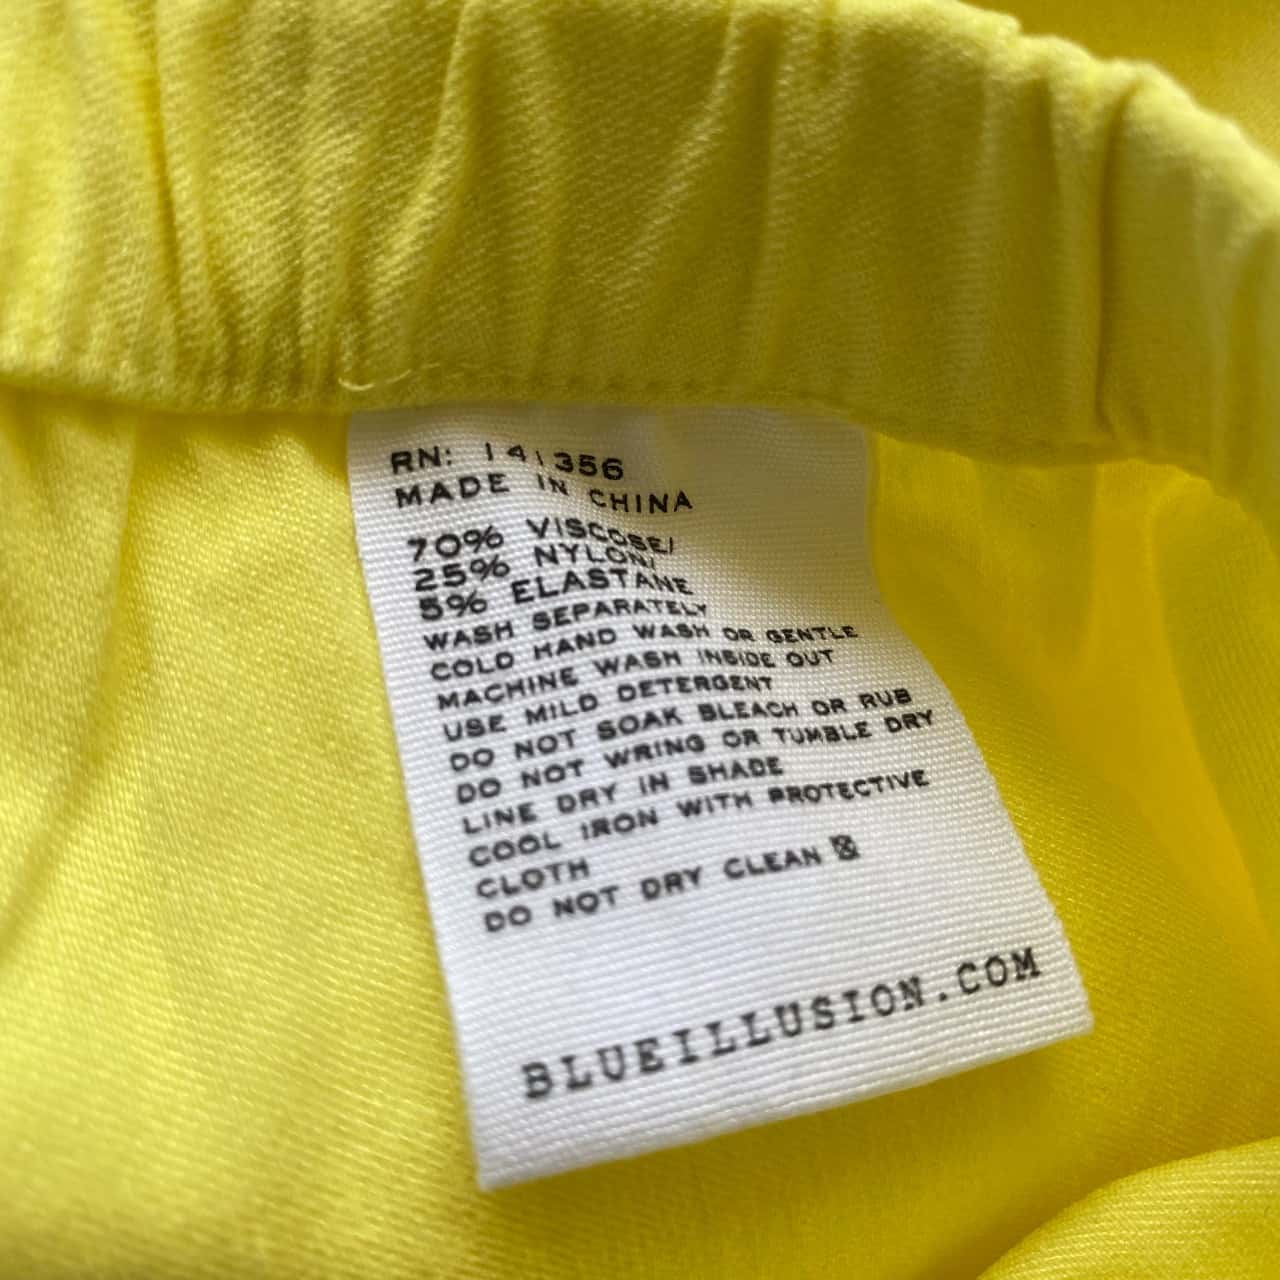 RN: 141356
MADE IN CHINA
70% VISCOSE/
25% NYLON/
5% ELASTANE
WASH SEPARATELY
COLD HAND WASH OR GENTLE
MACHINE WASH INSIDE OUT
USE MILD DETERGENT
DO NOT SOAK BLEACH OR RUB
DO NOT WRING OR TUMBLE DRY
LINE DRY IN SHADE
COOL IRON WITH PROTECTIVE
CLOTH
DO NOT DRY CLEAN
BLUEILLUSION.COM